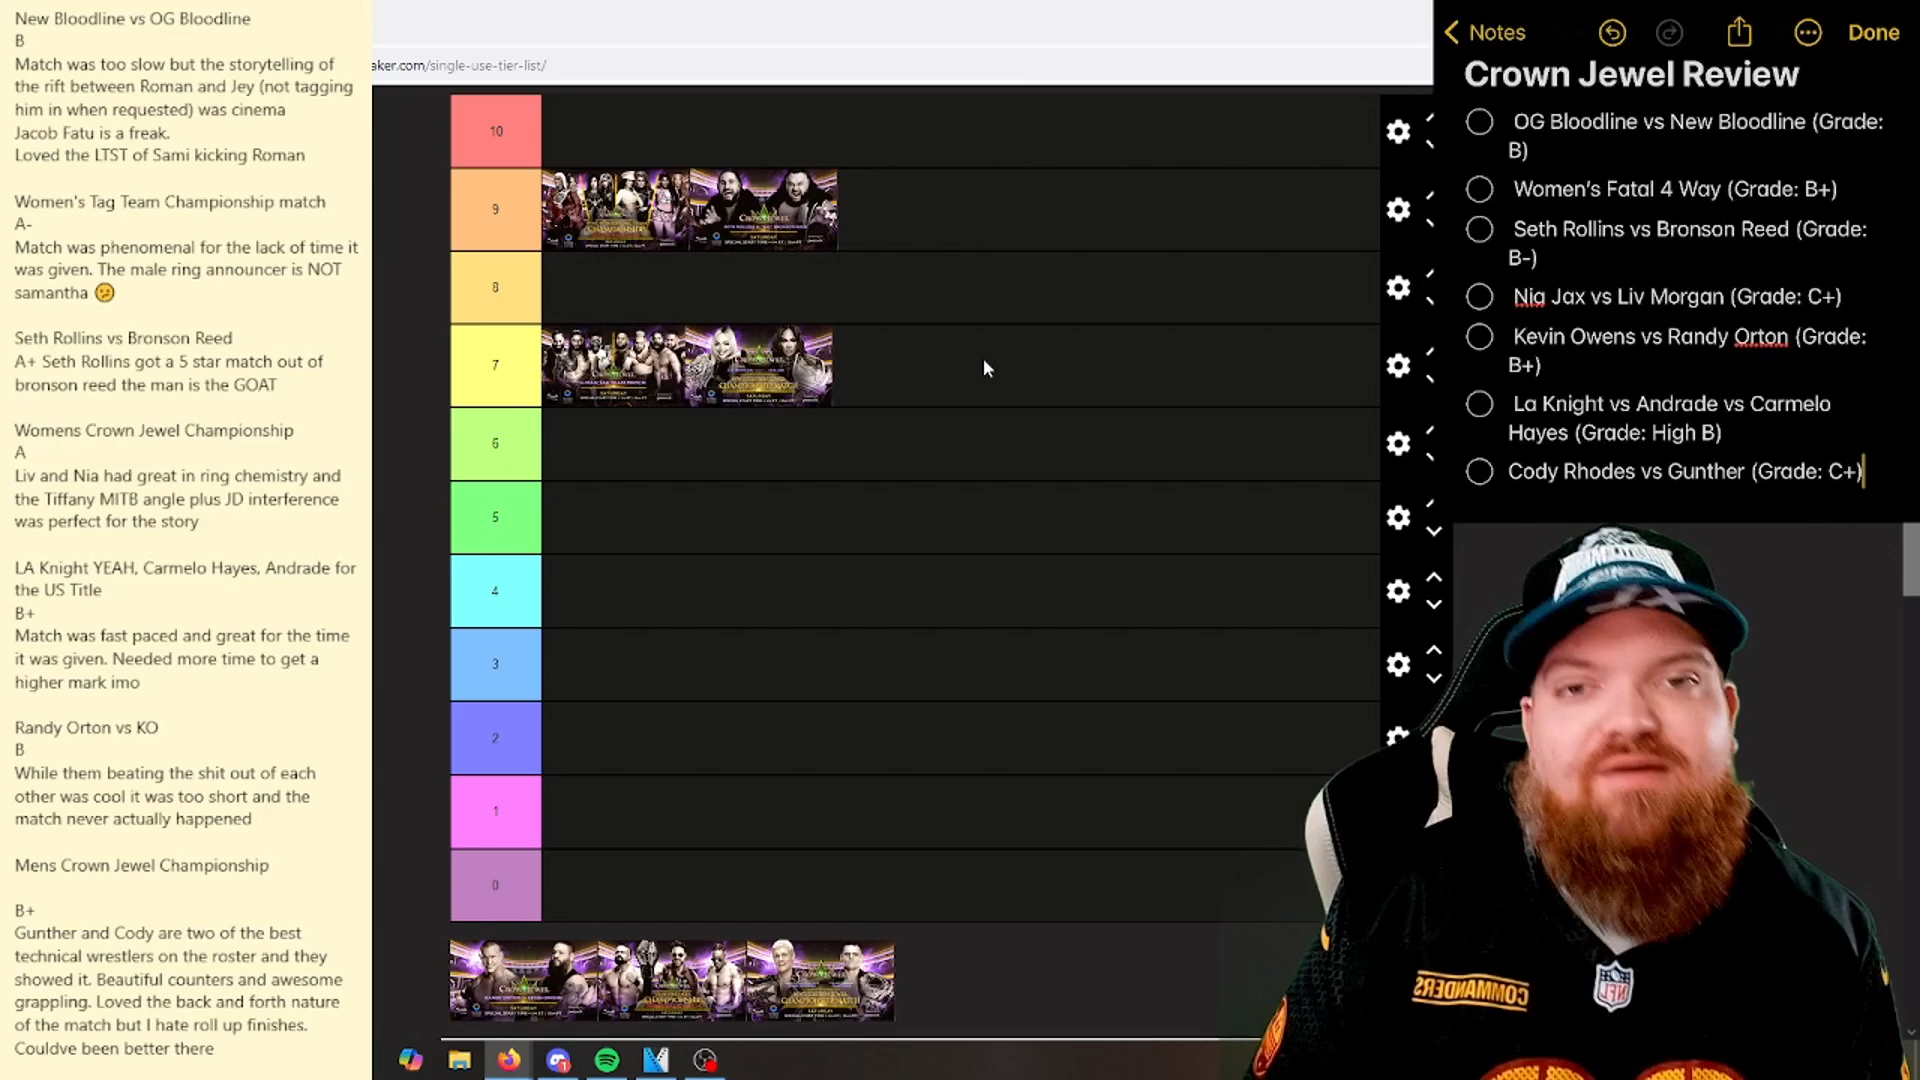 New Bloodline vs OG Bloodline
B
Match was too slow but the storytelling of
the rift between Roman and Jey (not tagging
him in when requested) was cinema
Jacob Fatu is a freak.
Loved the LTST of Sami kicking Roman
Women's Tag Team Championship match
A-
Match was phenomenal for the lack of time it
was given. The male ring announcer is NOT
samantha 😕
Seth Rollins vs Bronson Reed
A+ Seth Rollins got a 5 star match out of
bronson reed the man is the GOAT
Womens Crown Jewel Championship
A
Liv and Nia had great in ring chemistry and
the Tiffany MITB angle plus JD interference
was perfect for the story
LA Knight YEAH, Carmelo Hayes, Andrade for
the US Title
B+
Match was fast paced and great for the time
it was given. Needed more time to get a
higher mark imo
Randy Orton vs KO
B
While them beating the shit out of each
other was cool it was too short and the
match never actually happened
Mens Crown Jewel Championship
B+
Gunther and Cody are two of the best
technical wrestlers on the roster and they
showed it. Beautiful counters and awesome
grappling. Loved the back and forth nature
of the match but I hate roll up finishes.
Couldve been better there
aker.com/single-use-tier-list/
10
9
8
7
6
5
4
3
2
1
0
Notes
Done
Crown Jewel Review
OG Bloodline vs New Bloodline (Grade:
B)
Women's Fatal 4 Way (Grade: B+)
Seth Rollins vs Bronson Reed (Grade:
B-)
Nig Jax vs Liv Morgan (Grade: C+)
Kevin Owens vs Randy Orton (Grade:
B+)
La Knight vs Andrade vs Carmelo
Hayes (Grade: High B)
Cody Rhodes vs Gunther (Grade: C+)
COMMANDERS
NFL